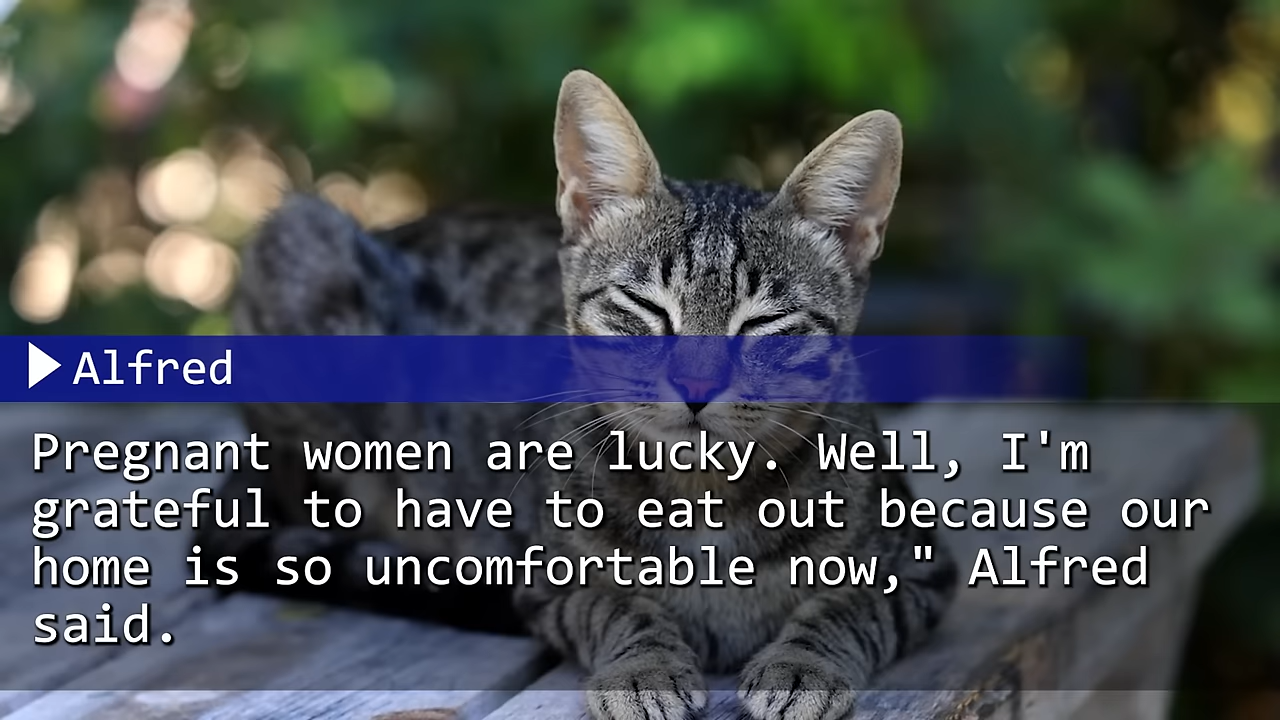 Alfred
Pregnant women are lucky. Well, I'm
grateful to have to eat out because our
home is so uncomfortable now," Alfred
said.